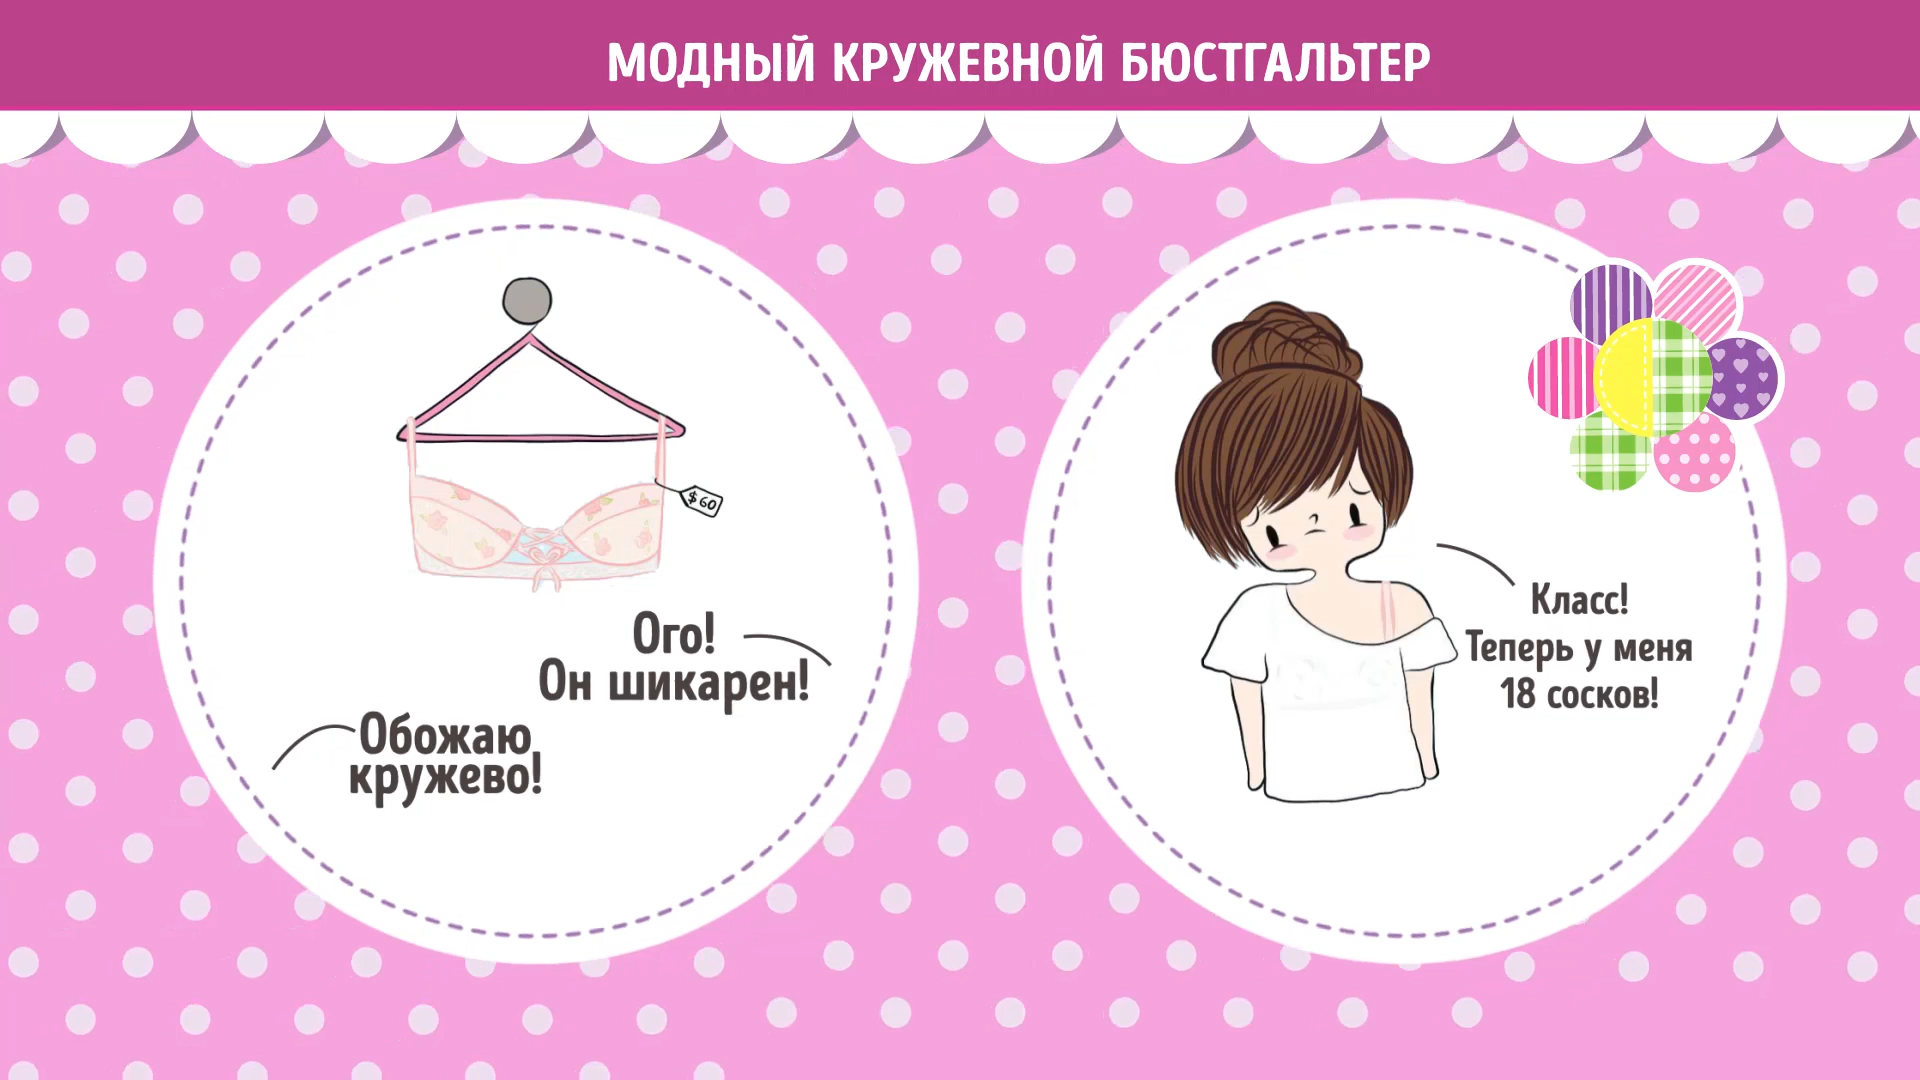 МОДНЫЙ КРУЖЕВНОЙ БЮСТГАЛЬТЕР
$60
Ого!
Он шикарен!
Обожаю
кружево!
Класс!
Теперь у меня
18 сосков!